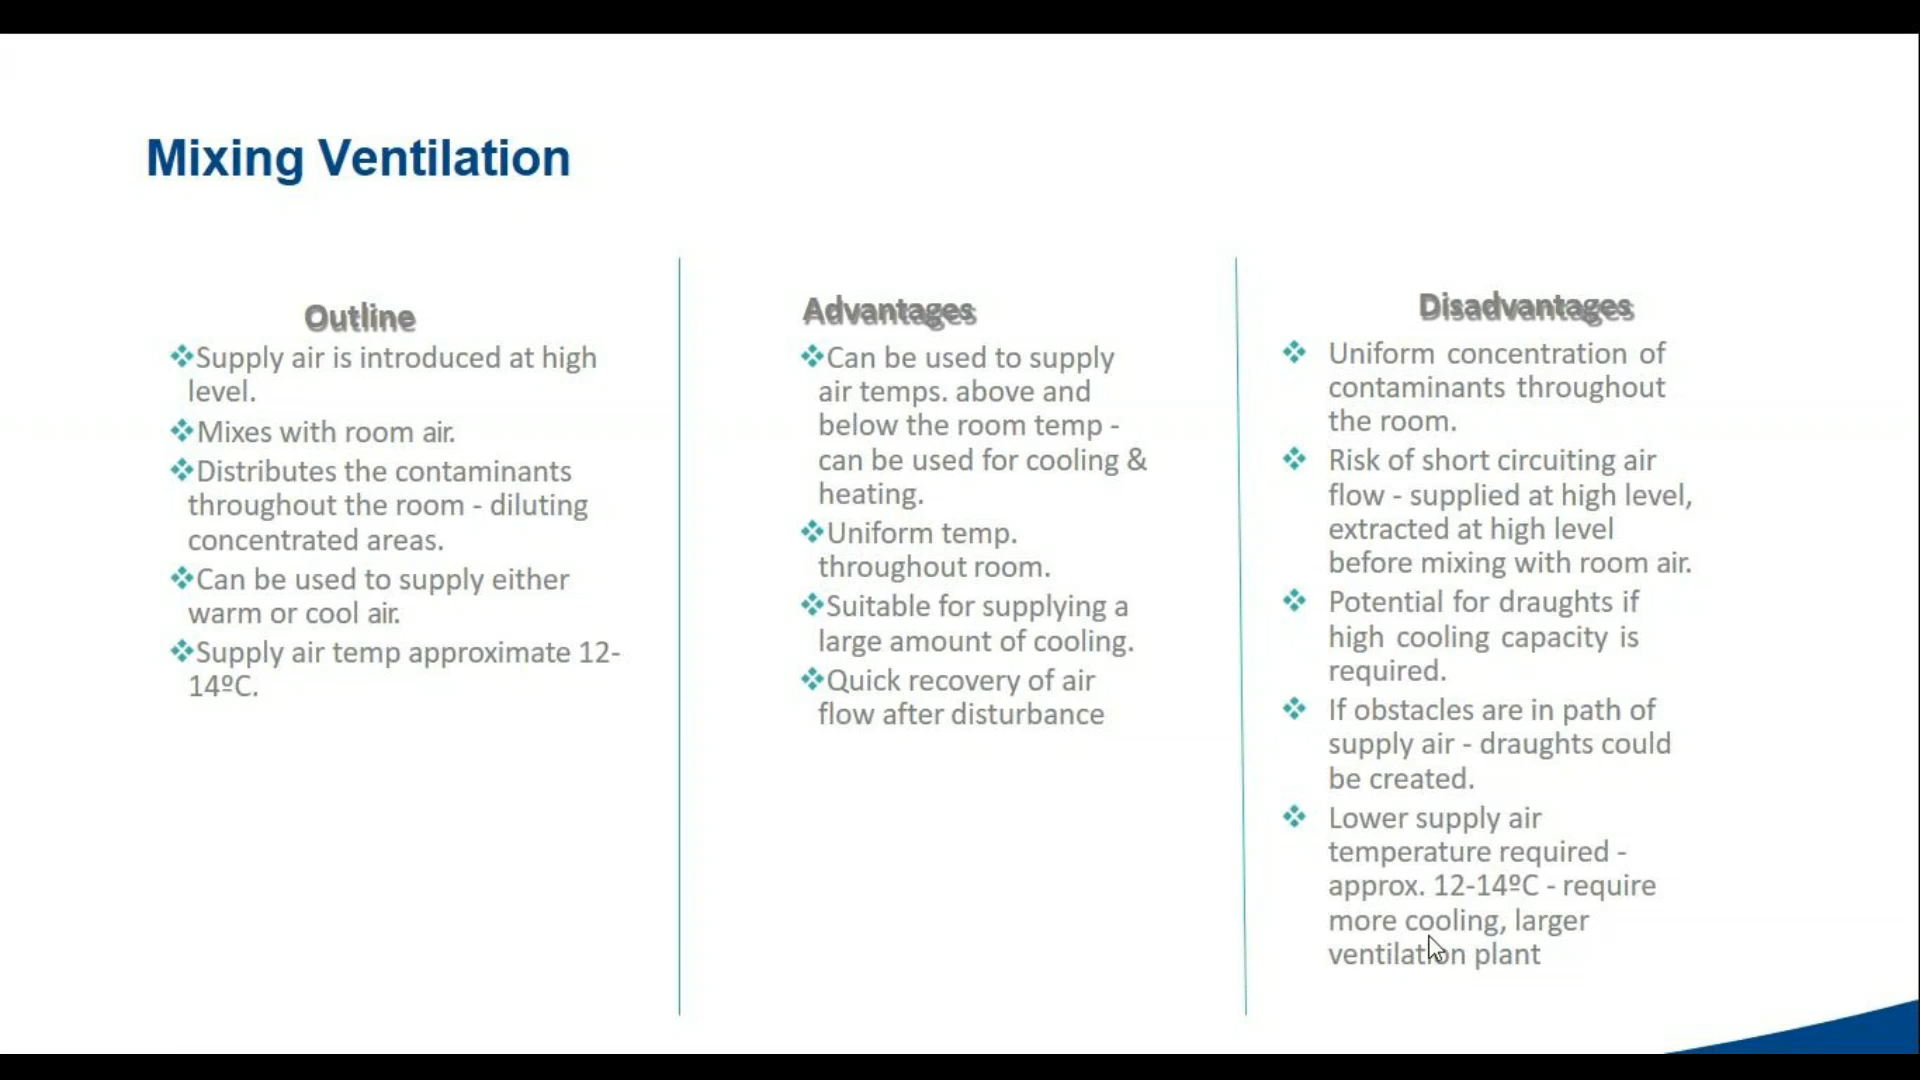 Mixing Ventilation
Outline
❖Supply air is introduced at high
level.
❖Mixes with room air.
❖Distributes the contaminants
throughout the room - diluting
concentrated areas.
❖Can be used to supply either
warm or cool air.
❖Supply air temp approximate 12-
14ºC.
Advantages
❖Can be used to supply
air temps. above and
below the room temp -
can be used for cooling &
heating.
❖Uniform temp.
throughout room.
❖Suitable for supplying a
large amount of cooling.
❖Quick recovery of air
flow after disturbance
Disadvantages
❖ Uniform concentration of
contaminants throughout
the room.
❖ Risk of short circuiting air
flow - supplied at high level,
extracted at high level
before mixing with room air.
❖ Potential for draughts if
high cooling capacity is
required.
❖ If obstacles are in path of
supply air - draughts could
be created.
❖ Lower supply air
temperature required -
approx. 12-14ºC - require
more cooling, larger
ventilation plant